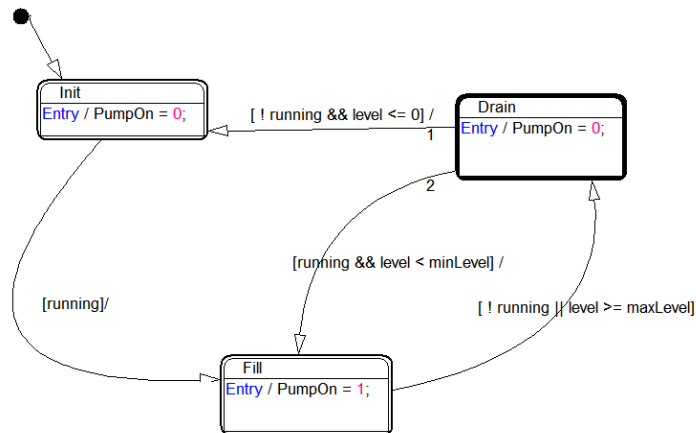 Init
Entry / PumpOn = 0;
[ ! running && level <= 0] /
1
Drain
Entry / PumpOn = 0;
2
[running && level < minLevel] /
[running]/
[ ! running || level >= maxLevel]
Fill
Entry / PumpOn = 1;